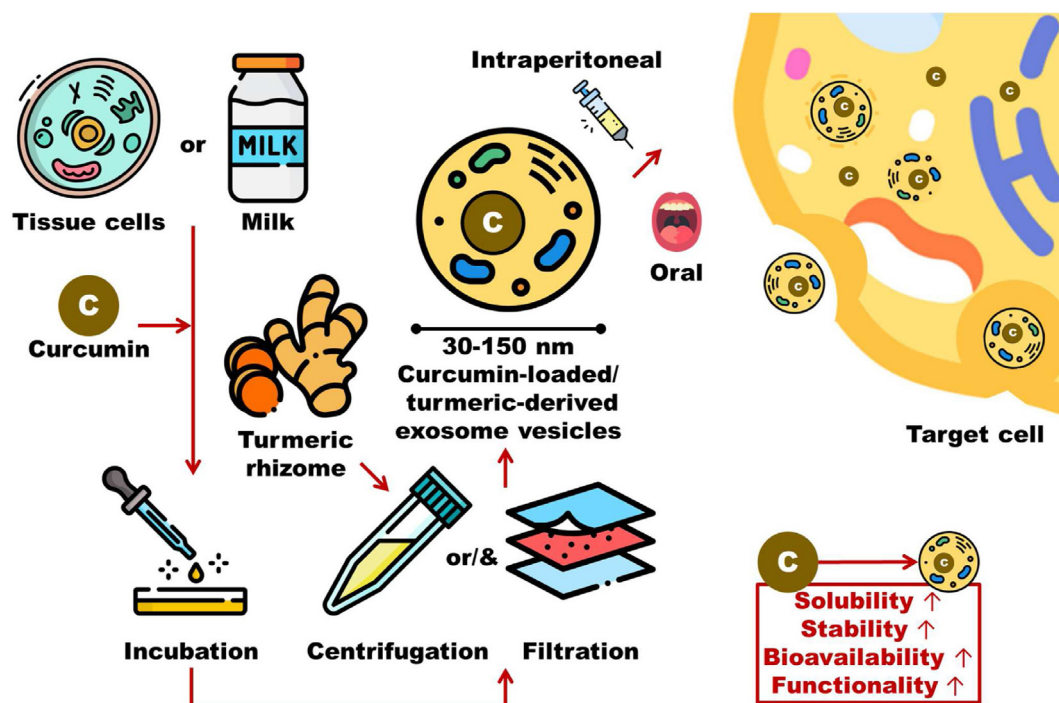 Tissue cells
or
MILK
Milk
C
Curcumin
Turmeric
rhizome
Incubation
Centrifugation
or/&
Filtration
C
30-150 nm
Curcumin-loaded/
turmeric-derived
exosome vesicles
Intraperitoneal
Oral
C
C
C
C
C
C
C
Target cell
C
C
Solubility ↑
Stability ↑
Bioavailability ↑
Functionality ↑